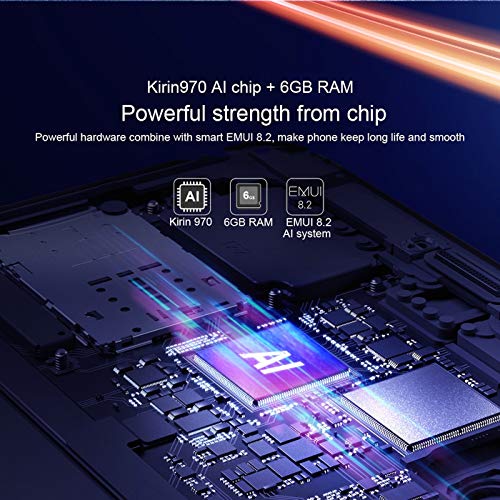 Kirin970 AI chip + 6GB RAM
Powerful strength from chip
Powerful hardware combine with smart EMUI 8.2, make phone keep long life and smooth
AI
6GB
EMUI
8.2
Kirin 970
6GB RAM
EMUI 8.2
AI system
AI